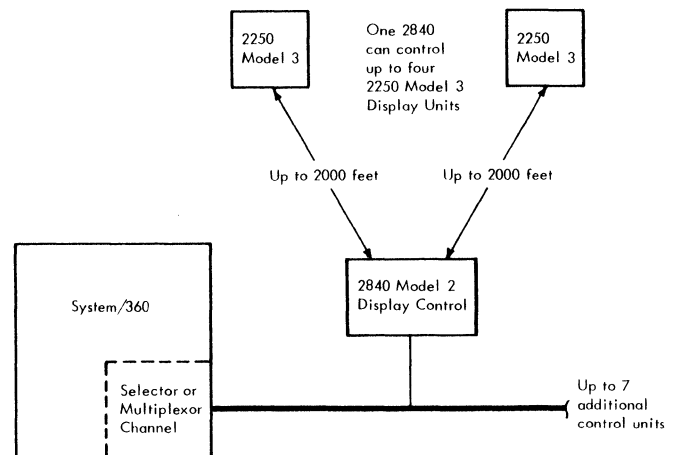 2250
Model 3
One 2840
can control
up to four
2250 Model 3
Display Units
2250
Model 3
Up to 2000 feet
Up to 2000 feet
System/360
2840 Model 2
Display Control
Selector or
Multiplexor
Channel
Up to 7
additional
control units